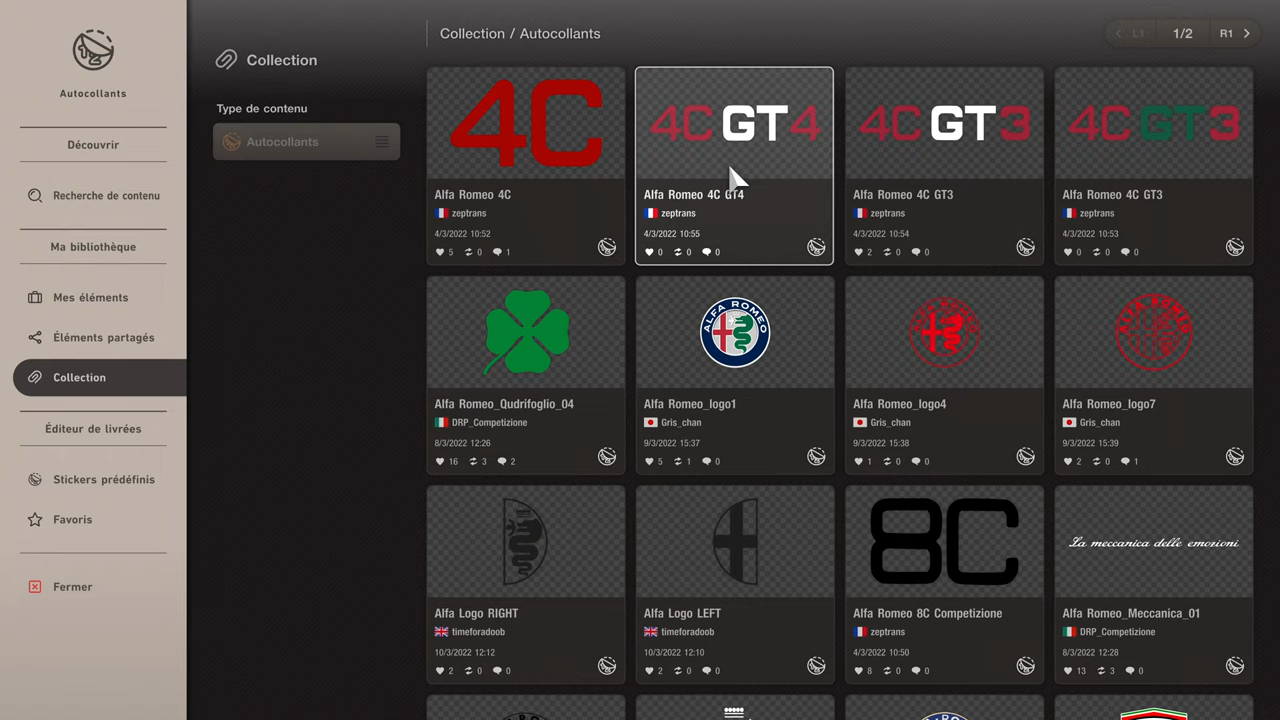 Autocollants
Découvrir
Recherche de contenu
Ma bibliothèque
Mes éléments
Éléments partagés
Collection
Éditeur de livrées
Stickers prédéfinis
Favoris
Fermer
Collection
Type de contenu
Autocollants
Collection / Autocollants
L1 1/2 R1
4C
Alfa Romeo 4C
zeptrans
4/3/2022 10:52
5 0 1
4C GT4
Alfa Romeo 4C GT4
zeptrans
4/3/2022 10:55
0 0 0
4C GT3
Alfa Romeo 4C GT3
zeptrans
4/3/2022 10:54
2 0 0
4C GT3
Alfa Romeo 4C GT3
zeptrans
4/3/2022 10:53
0 0 0
Alfa Romeo_Qudrifoglio_04
DRP_Competizione
8/3/2022 12:26
16 3 2
ALFA ROMEO
Alfa Romeo_logo1
Gris_chan
9/3/2022 15:37
5 1 0
ALFA ROMEO
Alfa Romeo_logo4
Gris_chan
9/3/2022 15:38
1 0 0
ALFA ROMEO
Alfa Romeo_logo7
Gris_chan
9/3/2022 15:39
2 0 1
Alfa Logo RIGHT
timeforadoob
10/3/2022 12:12
2 0 0
Alfa Logo LEFT
timeforadoob
10/3/2022 12:10
2 0 0
8C
Alfa Romeo 8C Competizione
zeptrans
4/3/2022 10:50
8 0 0
La meccanica delle emozioni
Alfa Romeo_Meccanica_01
DRP_Competizione
8/3/2022 12:28
13 3 0